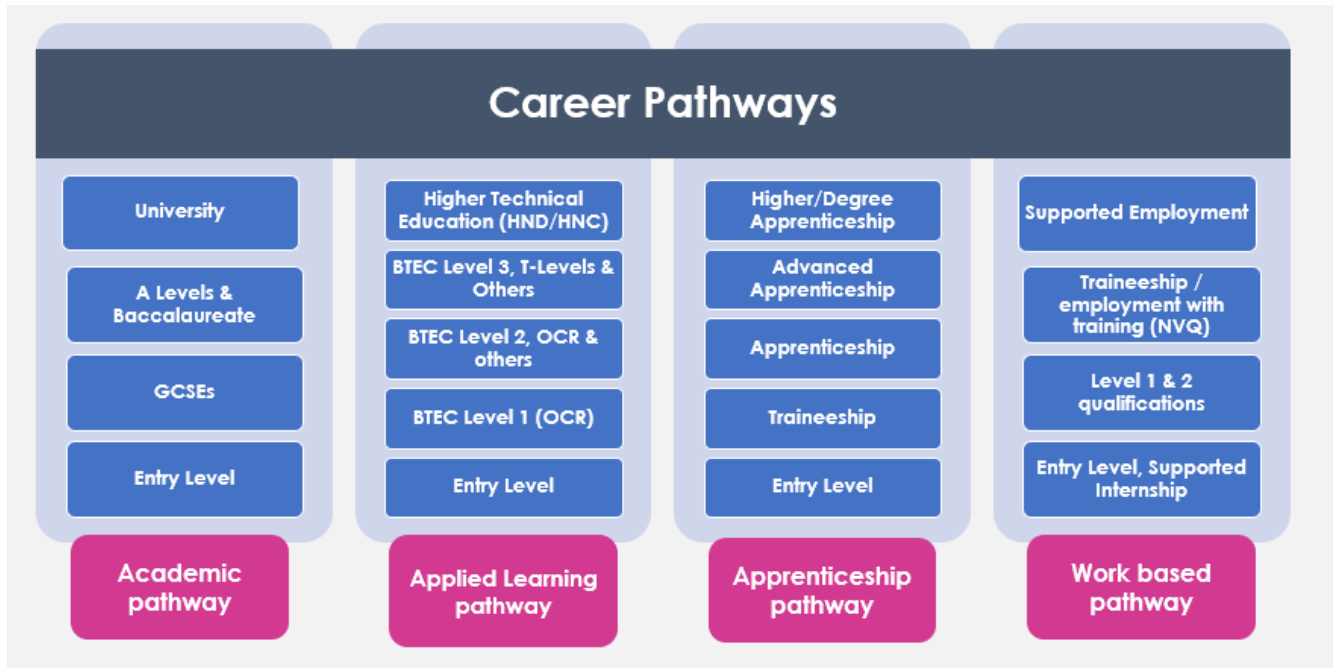 Career Pathways
University
A Levels &
Baccalaureate
GCSEs
Entry Level
Academic
pathway
Higher Technical
Education (HND/HNC)
BTEC Level 3, T-Levels &
Others
BTEC Level 2, OCR &
others
BTEC Level 1 (OCR)
Entry Level
Applied Learning
pathway
Higher/Degree
Apprenticeship
Advanced
Apprenticeship
Apprenticeship
Traineeship
Entry Level
Apprenticeship
pathway
Supported Employment
Traineeship /
employment with
training (NVQ)
Level 1 & 2
qualifications
Entry Level, Supported
Internship
Work based
pathway